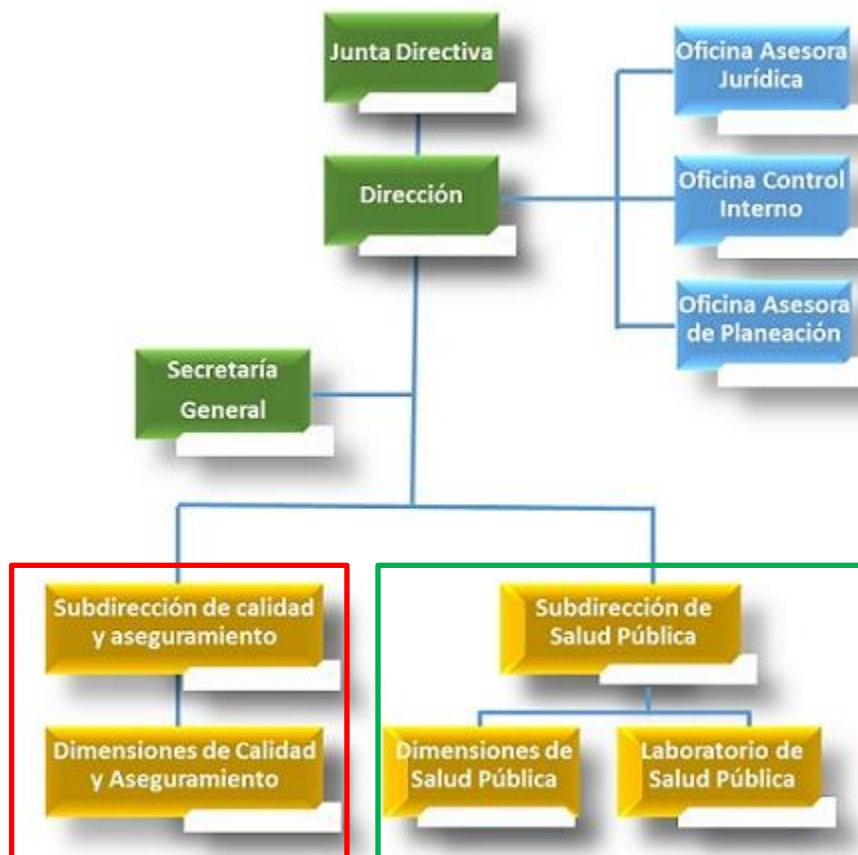 Junta Directiva
Oficina Asesora
Jurídica
Dirección
Oficina Control
Interno
Oficina Asesora
de Planeación
Secretaría
General
Subdirección de calidad
y aseguramiento
Subdirección de
Salud Pública
Dimensiones de Calidad
y Aseguramiento
Dimensiones de
Salud Pública
Laboratorio de
Salud Pública